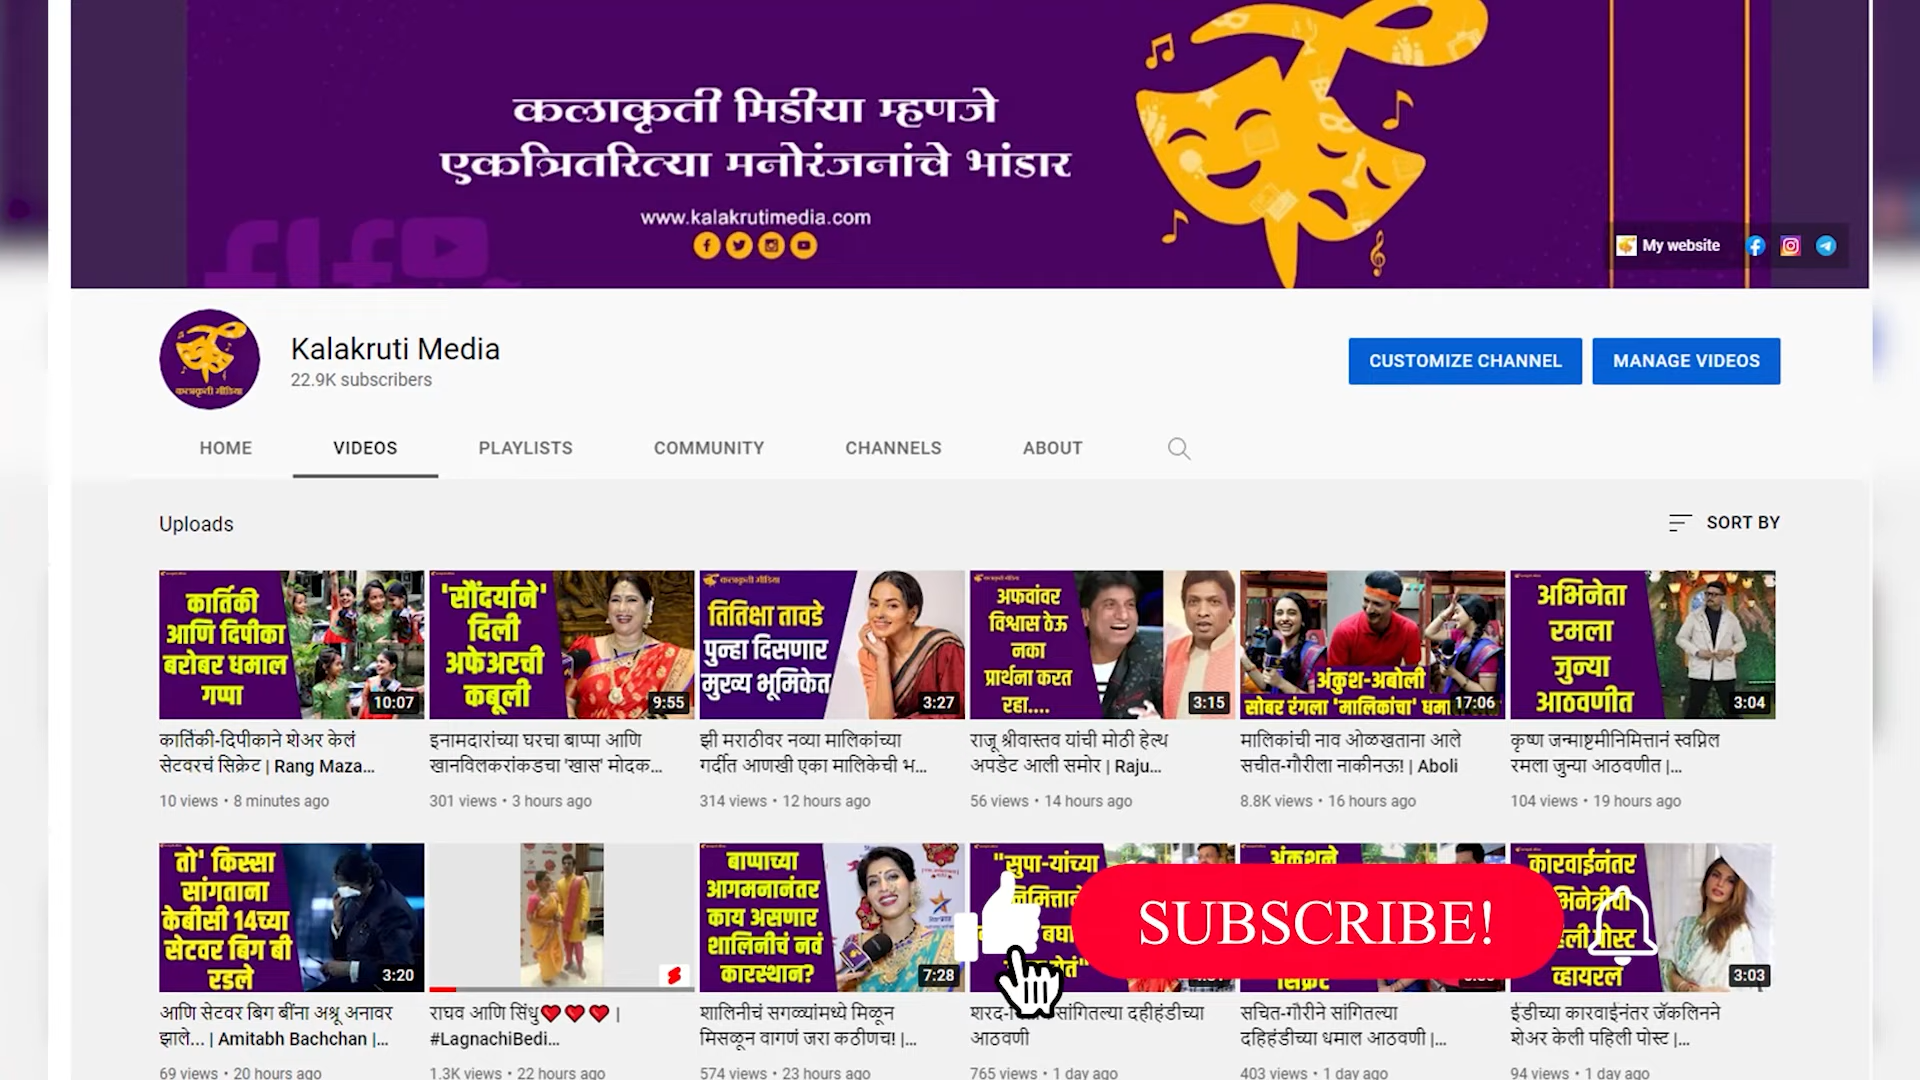 कलाकृती मिडीया म्हणजे
एकत्रितरित्या मनोरंजनांचे भांडार
www.kalakrutimedia.com
My website
कलाकृती मीडिया
Kalakruti Media
22.9K subscribers
CUSTOMIZE CHANNEL
MANAGE VIDEOS
HOME
VIDEOS
PLAYLISTS
COMMUNITY
CHANNELS
ABOUT
Uploads
SORT BY
कार्तिकी
आणि दिपीका
बरोबर धमाल
गप्पा
10:07
'सौंदर्याने'
दिली
अफेअरची
कबूली
9:55
कलाकृती मीडिया
तितिक्षा तावडे
पुन्हा दिसणार
मुख्य भूमिकेत
3:27
कलाकृती मीडिया
अफवांवर
विश्वास ठेऊ
नका
प्रार्थना करत
रहा....
3:15
अंकुश-अबोली
सोबर रंगला 'मालिकांचा'
17:06
अभिनेता
रमला
जुन्या
आठवणीत
3:04
कार्तिकी-दिपीकाने शेअर केलं
सेटवरचं सिक्रेट | Rang Maza...
10 views • 8 minutes ago
इनामदारांच्या घरचा बाप्पा आणि
खानविलकरांकडचा 'खास' मोदक...
301 views • 3 hours ago
झी मराठीवर नव्या मालिकांच्या
गर्दीत आणखी एका मालिकेची भ...
314 views • 12 hours ago
राजू श्रीवास्तव यांची मोठी हेल्थ
अपडेट आली समोर | Raju...
56 views • 14 hours ago
मालिकांची नाव ओळखताना आले
सचीत-गौरीला नाकीनऊ! | Aboli
8.8K views • 16 hours ago
कृष्ण जन्माष्टमीनिमित्तानं स्वप्निल
रमला जुन्या आठवणीत |...
104 views • 19 hours ago
तो' किस्सा
सांगताना
केबीसी 14च्या
सेटवर बिग बी
रडले
3:20
बाप्पाच्या
आगमनानंतर
काय असणार
शालिनीचं नवं
कारस्थान?
7:28
"सुपा-यांच्या
SUBSCRIBE!
कारवाईनंतर
व्हायरल
3:03
आणि सेटवर बिग बींना अश्रू अनावर
झाले... | Amitabh Bachchan |...
69 views • 20 hours ago
राघव आणि सिंधु❤❤❤ |
#LagnachiBedi...
1.3K views • 22 hours ago
शालिनीचं सगळ्यांमध्ये मिळून
मिसळून वागणं जरा कठीणच! |...
574 views • 23 hours ago
सांगितल्या दहीहंडीच्या
आठवणी
765 views • 1 day ago
सचित-गौरीने सांगितल्या
दहिहंडीच्या धमाल आठवणी |...
403 views • 1 day ago
ईडीच्या कारवाईनंतर जॅकलिनने
शेअर केली पहिली पोस्ट |...
94 views • 1 day ago